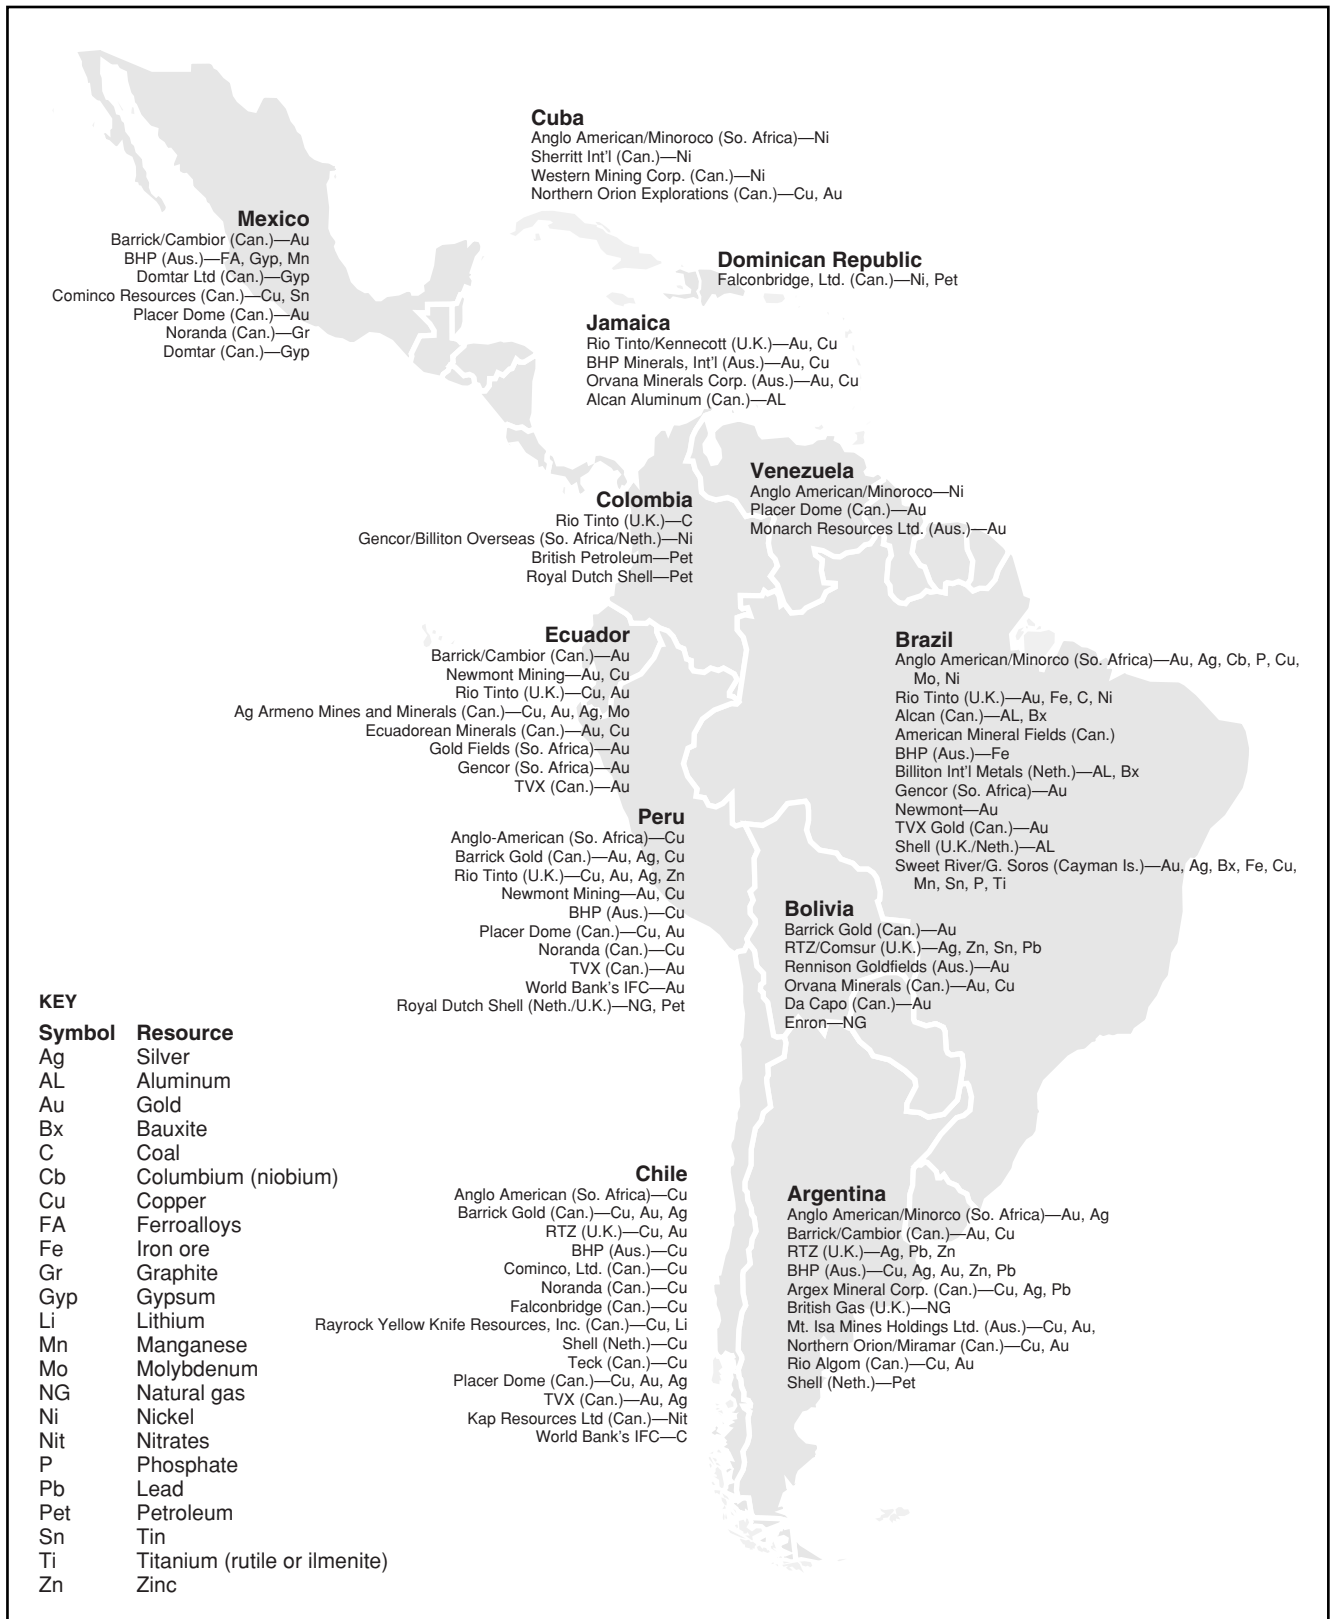 Cuba
Anglo American/Minoroco (So. Africa)—Ni
Sherritt Int'l (Can.)—Ni
Western Mining Corp. (Can.)—Ni
Northern Orion Explorations (Can.)—Cu, Au
Mexico
Barrick/Cambior (Can.)—Au
BHP (Aus.)—FA, Gyp, Mn
Domtar Ltd (Can.)—Gyp
Cominco Resources (Can.)—Cu, Sn
Placer Dome (Can.)—Au
Noranda (Can.)—Gr
Domtar (Can.)—Gyp
Dominican Republic
Falconbridge, Ltd. (Can.)—Ni, Pet
Jamaica
Rio Tinto/Kennecott (U.K.)—Au, Cu
BHP Minerals, Int'l (Aus.)—Au, Cu
Orvana Minerals Corp. (Aus.)—Au, Cu
Alcan Aluminum (Can.)—AL
Venezuela
Anglo American/Minoroco—Ni
Placer Dome (Can.)—Au
Monarch Resources Ltd. (Aus.)—Au
Colombia
Rio Tinto (U.K.)—C
Gencor/Billiton Overseas (So. Africa/Neth.)—Ni
British Petroleum—Pet
Royal Dutch Shell—Pet
Ecuador
Barrick/Cambior (Can.)—Au
Newmont Mining—Au, Cu
Rio Tinto (U.K.)—Cu, Au
Ag Armeno Mines and Minerals (Can.)—Cu, Au, Ag, Mo
Ecuadorean Minerals (Can.)—Au, Cu
Gold Fields (So. Africa)—Au
Gencor (So. Africa)—Au
TVX (Can.)—Au
Brazil
Anglo American/Minorco (So. Africa)—Au, Ag, Cb, P, Cu,
Mo, Ni
Rio Tinto (U.K.)—Au, Fe, C, Ni
Alcan (Can.)—AL, Bx
American Mineral Fields (Can.)
BHP (Aus.)—Fe
Billiton Int'l Metals (Neth.)—AL, Bx
Gencor (So. Africa)—Au
Newmont—Au
TVX Gold (Can.)—Au
Shell (U.K./Neth.)—AL
Sweet River/G. Soros (Cayman Is.)—Au, Ag, Bx, Fe, Cu,
Mn, Sn, P, Ti
Peru
Anglo-American (So. Africa)—Cu
Barrick Gold (Can.)—Au, Ag, Cu
Rio Tinto (U.K.)—Cu, Au, Ag, Zn
Newmont Mining—Au, Cu
BHP (Aus.)—Cu
Placer Dome (Can.)—Cu, Au
Noranda (Can.)—Cu
TVX (Can.)—Au
World Bank's IFC—Au
Royal Dutch Shell (Neth./U.K.)—NG, Pet
Bolivia
Barrick Gold (Can.)—Au
RTZ/Comsur (U.K.)—Ag, Zn, Sn, Pb
Rennison Goldfields (Aus.)—Au
Orvana Minerals (Can.)—Au, Cu
Da Capo (Can.)—Au
Enron—NG
KEY
Symbol Resource
Ag Silver
AL Aluminum
Au Gold
Bx Bauxite
C Coal
Cb Columbium (niobium)
Cu Copper
FA Ferroalloys
Fe Iron ore
Gr Graphite
Gyp Gypsum
Li Lithium
Mn Manganese
Mo Molybdenum
NG Natural gas
Ni Nickel
Nit Nitrates
P Phosphate
Pb Lead
Pet Petroleum
Sn Tin
Ti Titanium (rutile or ilmenite)
Zn Zinc
Chile
Anglo American (So. Africa)—Cu
Barrick Gold (Can.)—Cu, Au, Ag
RTZ (U.K.)—Cu, Au
BHP (Aus.)—Cu
Cominco, Ltd. (Can.)—Cu
Noranda (Can.)—Cu
Falconbridge (Can.)—Cu
Rayrock Yellow Knife Resources, Inc. (Can.)—Cu, Li
Shell (Neth.)—Cu
Teck (Can.)—Cu
Placer Dome (Can.)—Cu, Au, Ag
TVX (Can.)—Au, Ag
Kap Resources Ltd (Can.)—Nit
World Bank's IFC—C
Argentina
Anglo American/Minorco (So. Africa)—Au, Ag
Barrick/Cambior (Can.)—Au, Cu
RTZ (U.K.)—Ag, Pb, Zn
BHP (Aus.)—Cu, Ag, Au, Zn, Pb
Argex Mineral Corp. (Can.)—Cu, Ag, Pb
British Gas (U.K.)—NG
Mt. Isa Mines Holdings Ltd. (Aus.)—Cu, Au,
Northern Orion/Miramar (Can.)—Cu, Au
Rio Algom (Can.)—Cu, Au
Shell (Neth.)—Pet